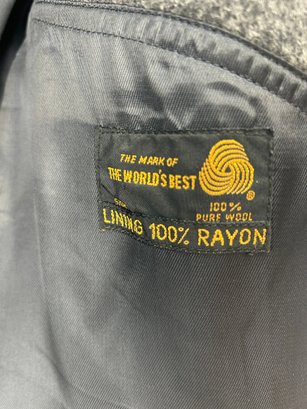 THE MARK OF
THE WORLD'S BEST
®
100%
PURE WOOL
LINING 100% RAYON